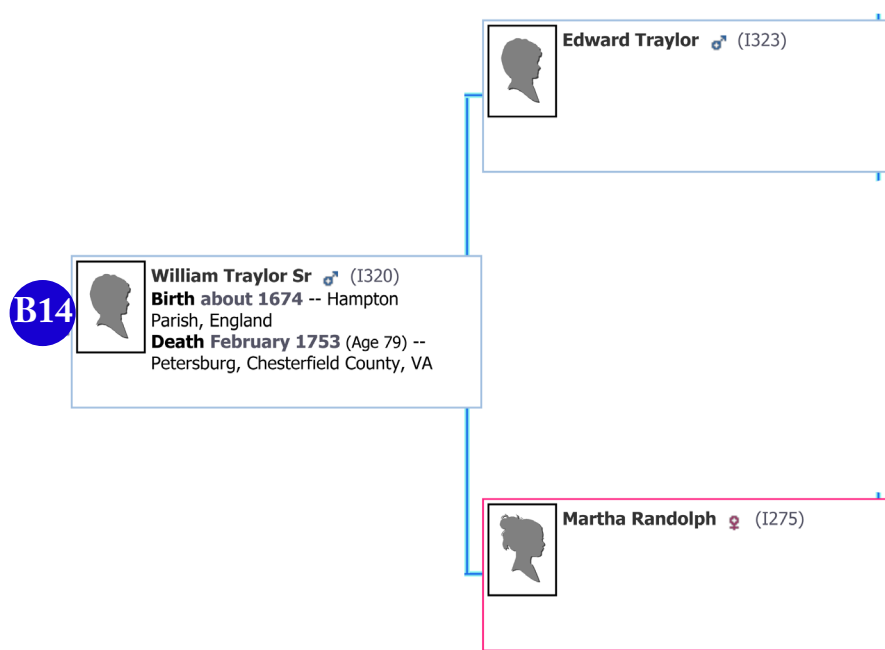 Edward Traylor (I323)
B14
William Traylor Sr (I320)
Birth about 1674 -- Hampton
Parish, England
Death February 1753 (Age 79) --
Petersburg, Chesterfield County, VA
Martha Randolph (I275)